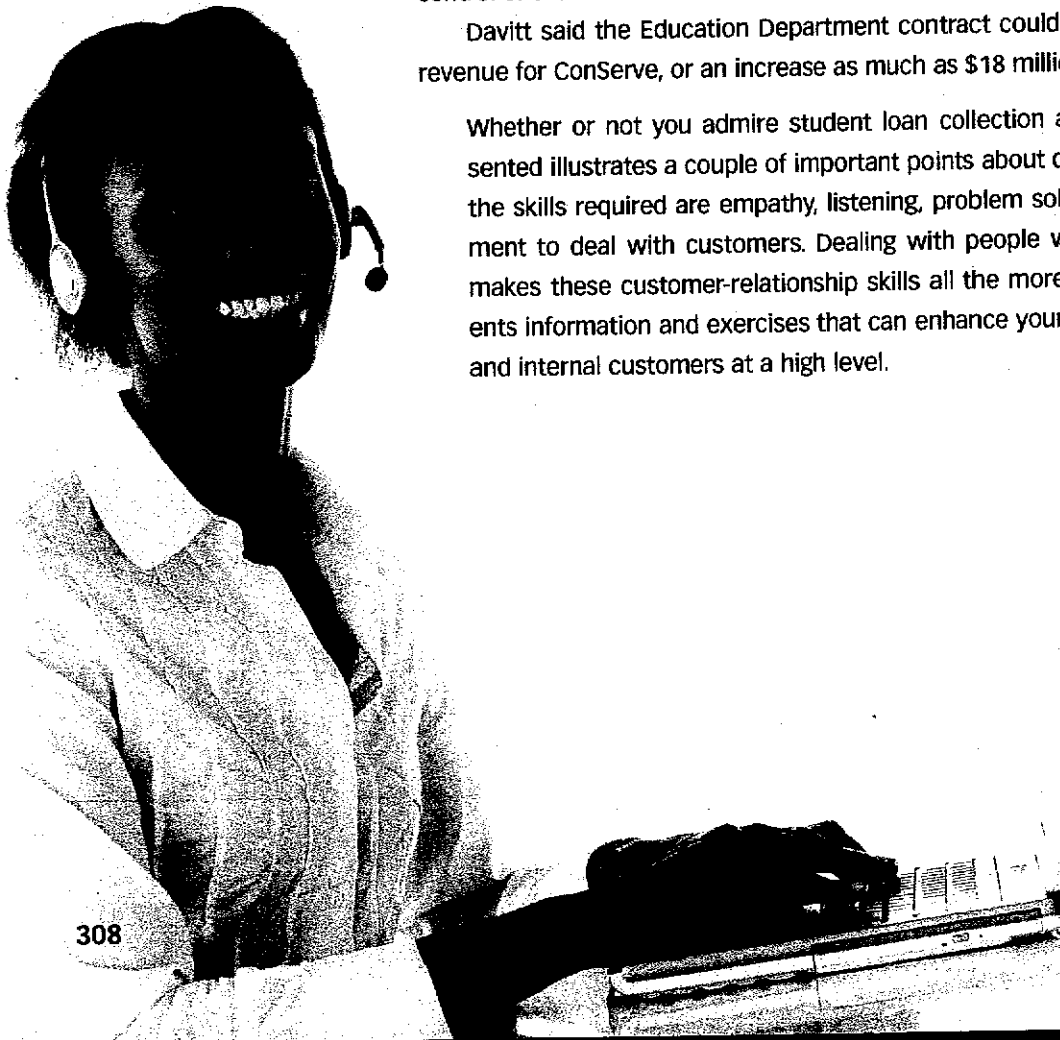 Davitt said the Education Department contract could
revenue for ConServe, or an increase as much as $18 milli
Whether or not you admire student loan collection a
sented illustrates a couple of important points about c
the skills required are empathy, listening, problem sol
ment to deal with customers. Dealing with people v
makes these customer-relationship skills all the more
ents information and exercises that can enhance your
and internal customers at a high level.
308